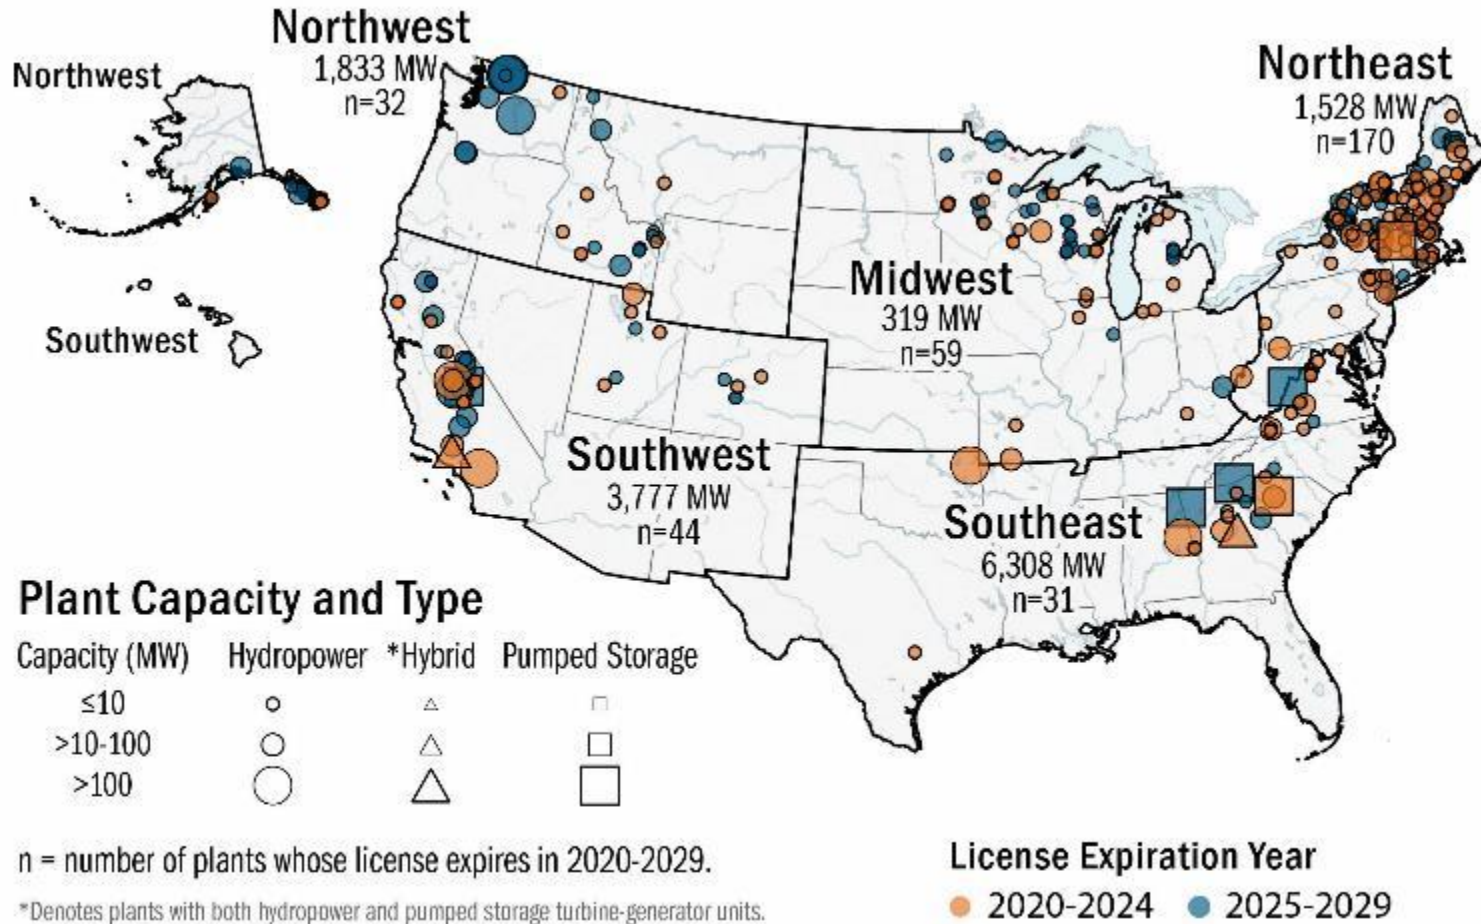 Northwest
1,833 MW
n=32
Northwest
Southwest
Northeast
1,528 MW
n=170
Midwest
319 MW
n=59
Southwest
3,777 MW
n=44
Southeast
6,308 MW
n=31
Plant Capacity and Type
Capacity (MW) Hydropower *Hybrid Pumped Storage
≤10
>10-100
>100
n = number of plants whose license expires in 2020-2029.
*Denotes plants with both hydropower and pumped storage turbine-generator units.
License Expiration Year
2020-2024 2025-2029